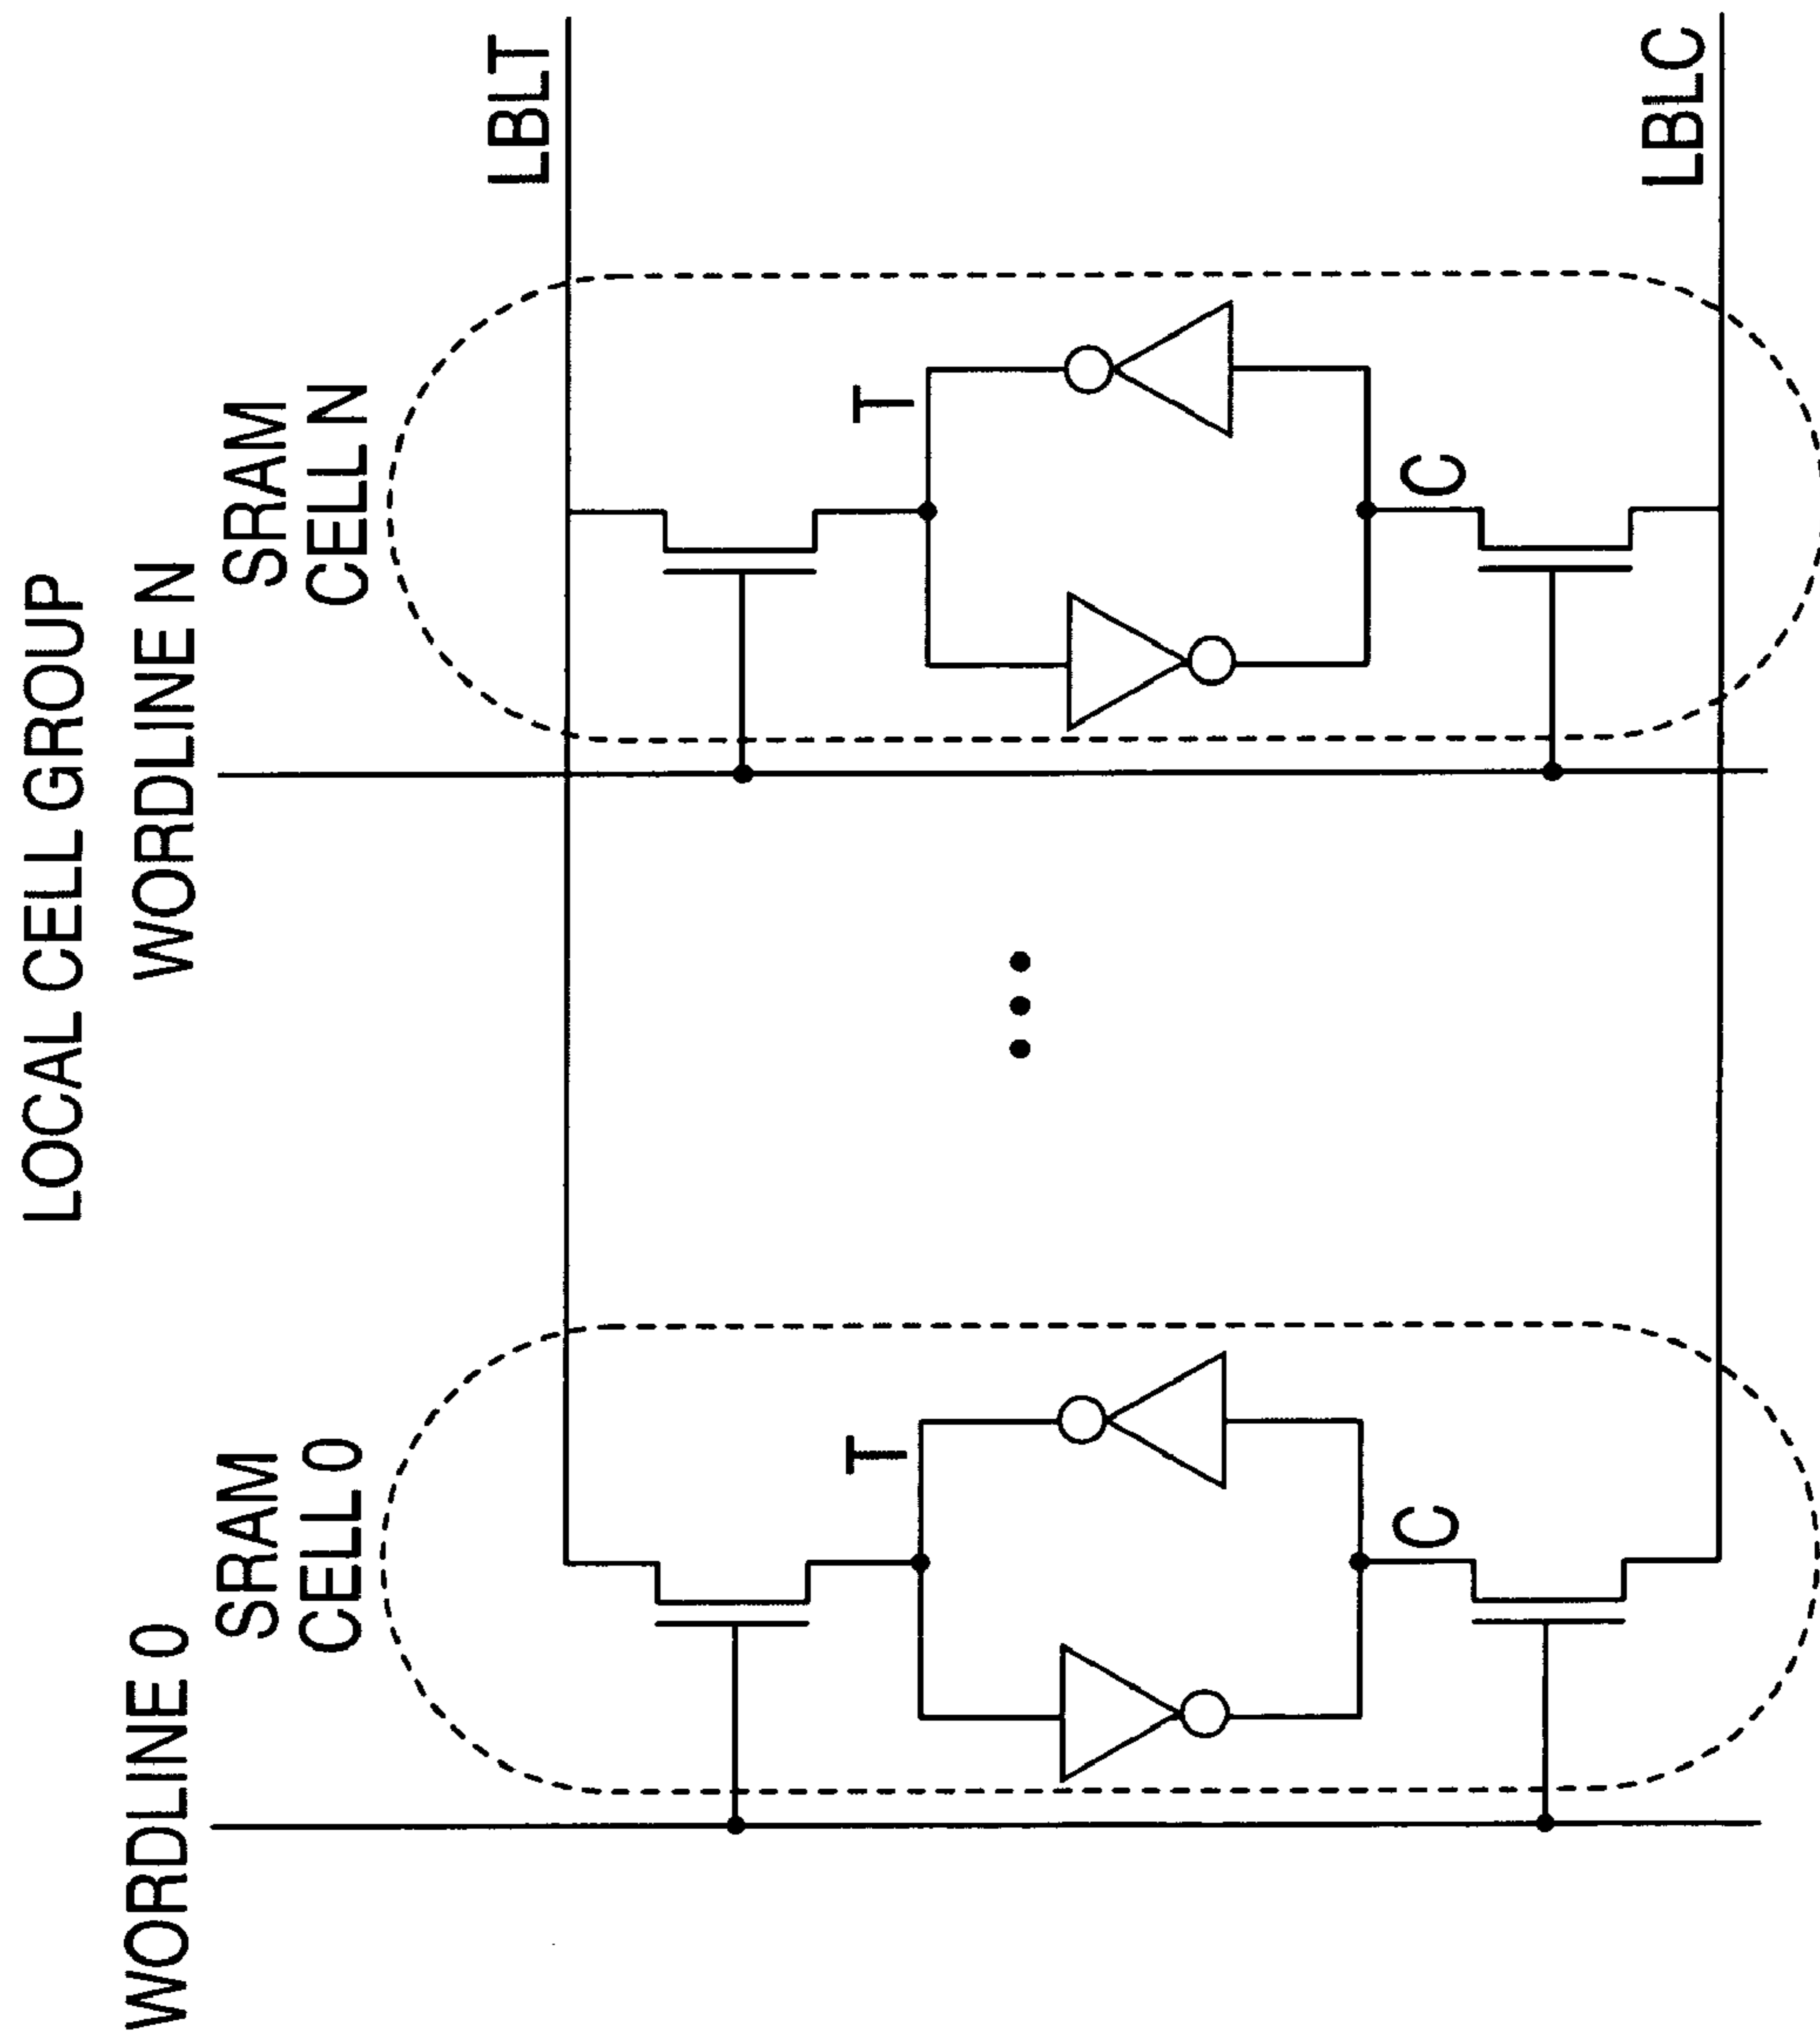 LOCAL CELL GROUP
WORDLINE 0
SRAM
CELL 0
T
C
WORDLINE N
SRAM
CELL N
T
C
LBLT
LBLC